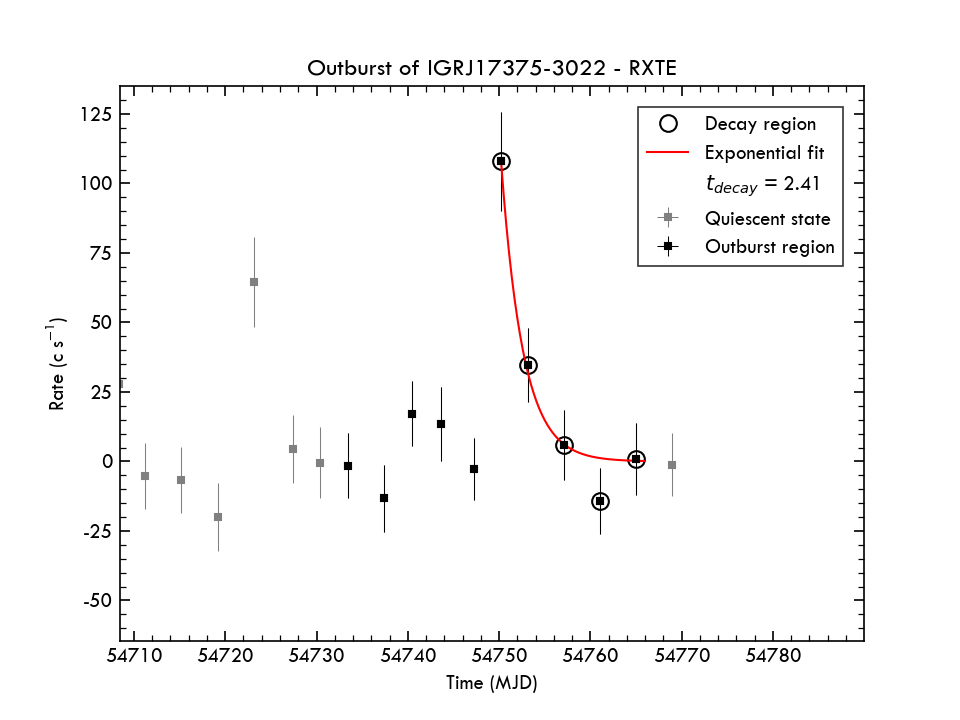 Outburst of IGRJ17375-3022 - RXTE
125
100
75
50
25
0
-25
-50
Rate (c s⁻¹)
Decay region
Exponential fit
t_decay = 2.41
Quiescent state
Outburst region
54710 54720 54730 54740 54750 54760 54770 54780
Time (MJD)